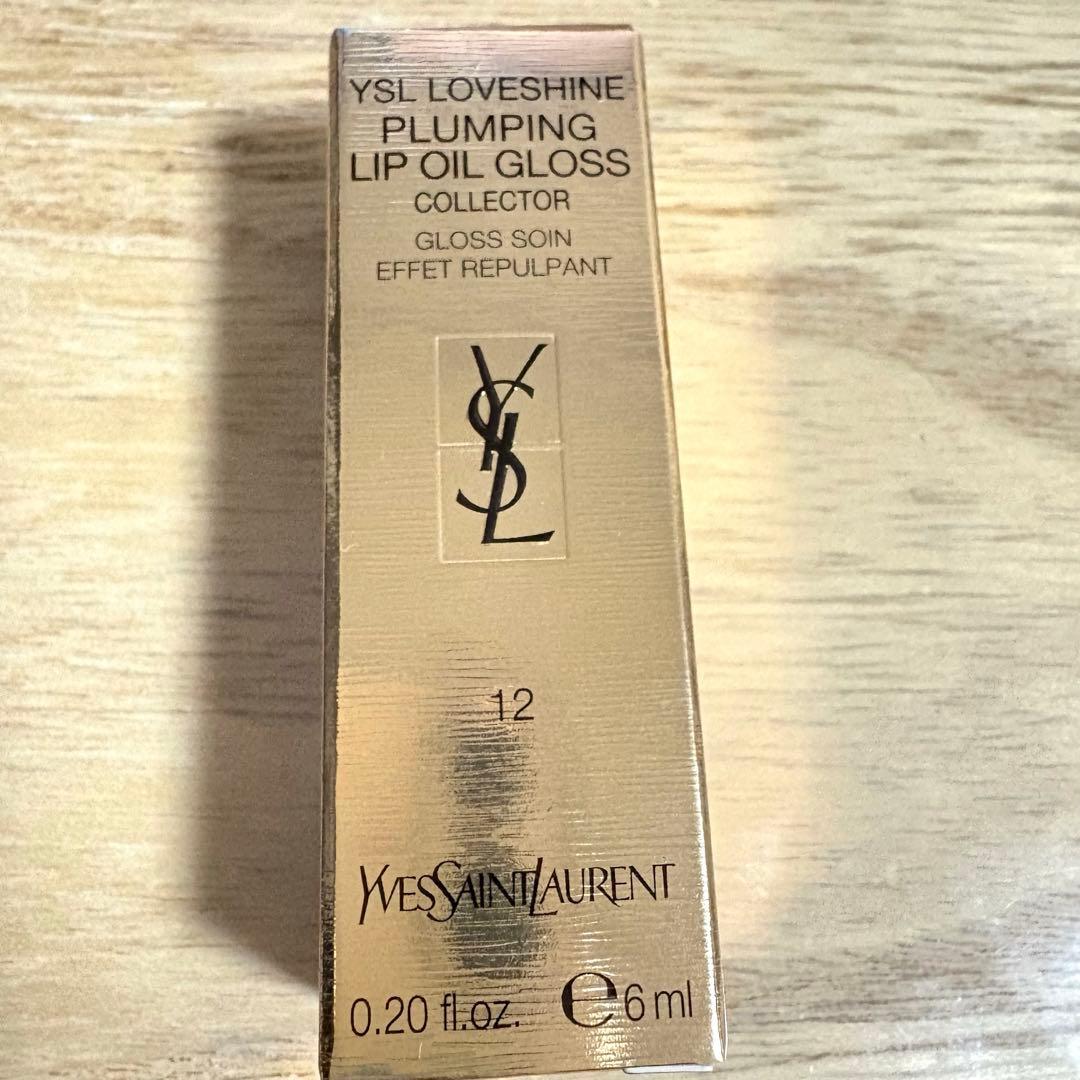 YSL LOVESHINE
PLUMPING
LIP OIL GLOSS
COLLECTOR
GLOSS SOIN
EFFET REPULPANT
YSL
12
YVESSAINTLAURENT
0.20 fl.oz. ℮6 ml